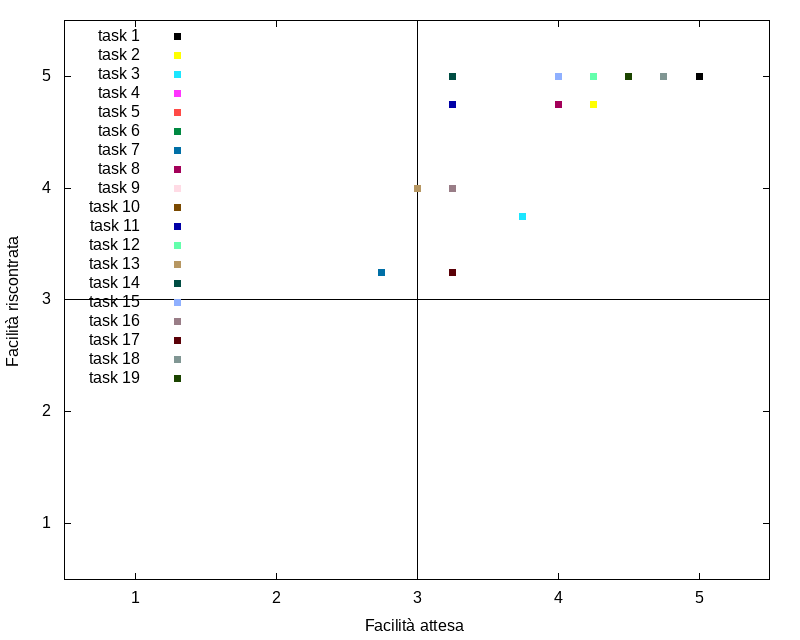 task 1
task 2
task 3
task 4
task 5
task 6
task 7
task 8
task 9
task 10
task 11
task 12
task 13
task 14
task 15
task 16
task 17
task 18
task 19
5
4
3
2
1
Facilità riscontrata
1 2 3 4 5
Facilità attesa